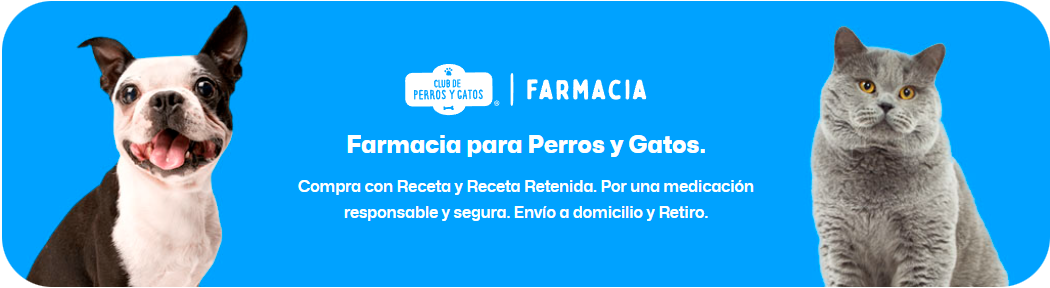 CLUB DE
PERROS Y GATOS
®
FARMACIA
Farmacia para Perros y Gatos.
Compra con Receta y Receta Retenida. Por una medicación
responsable y segura. Envío a domicilio y Retiro.